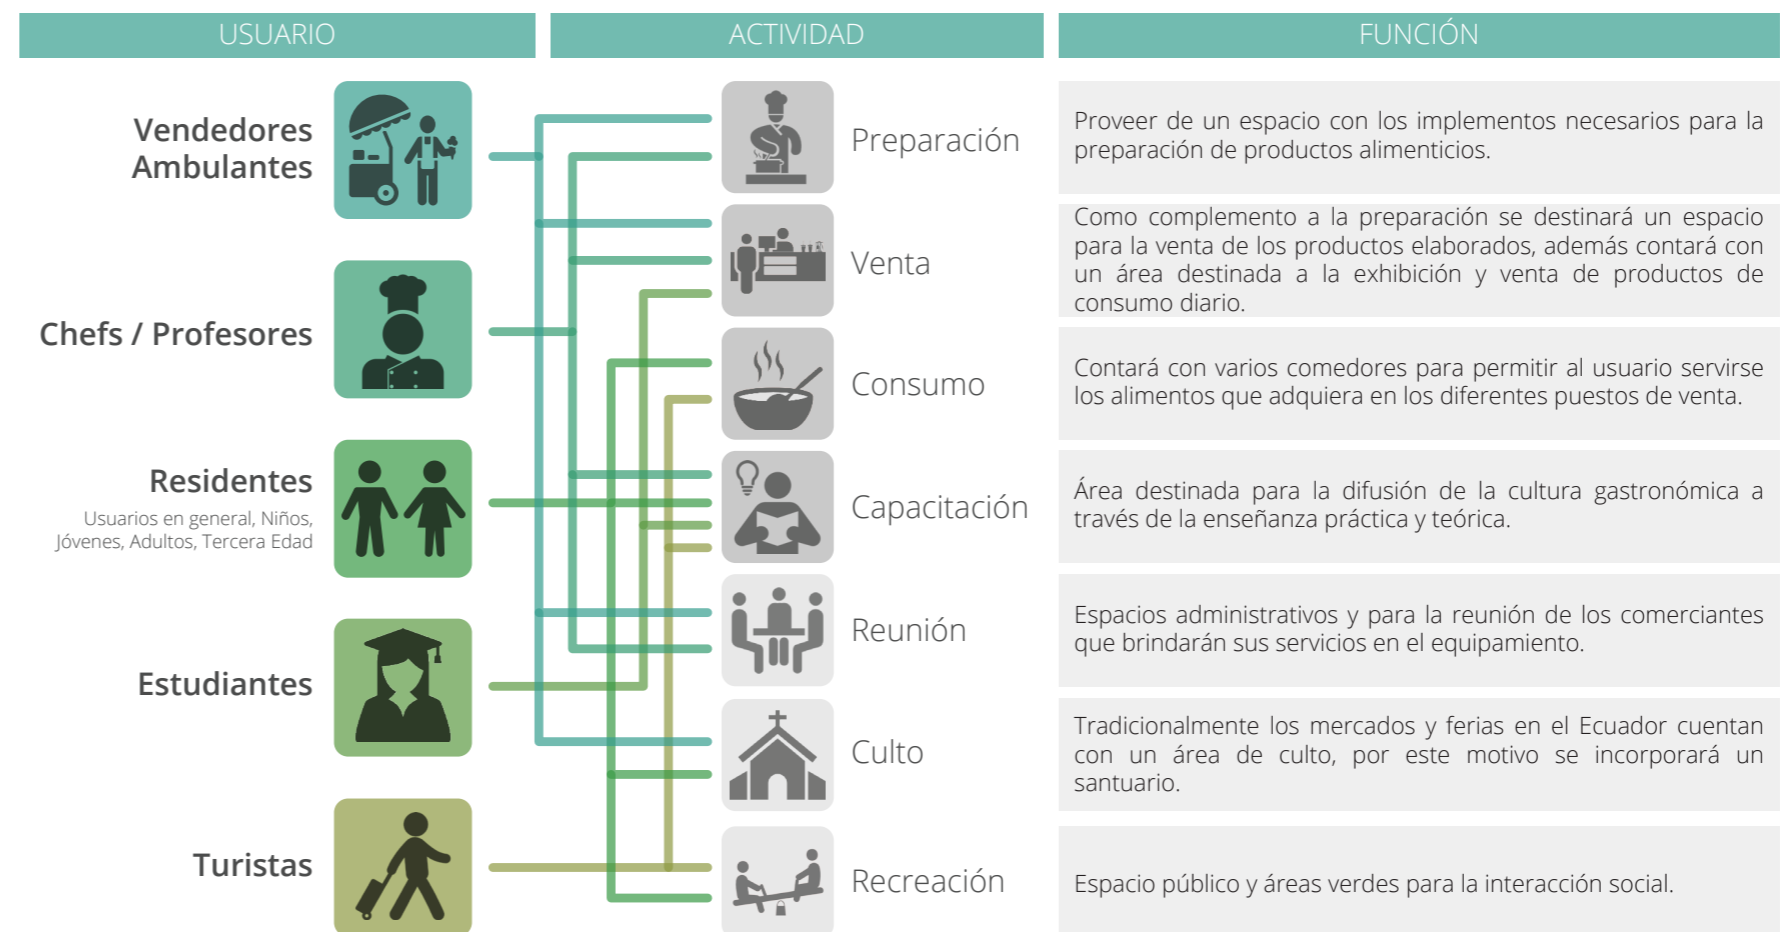 USUARIO
ACTIVIDAD
FUNCIÓN
Vendedores
Ambulantes
Chefs / Profesores
Residentes
Usuarios en general, Niños,
Jóvenes, Adultos, Tercera Edad
Estudiantes
Turistas
Preparación
Venta
Consumo
Capacitación
Reunión
Culto
Recreación
Proveer de un espacio con los implementos necesarios para la
preparación de productos alimenticios.
Como complemento a la preparación se destinará un espacio
para la venta de los productos elaborados, además contará con
un área destinada a la exhibición y venta de productos de
consumo diario.
Contará con varios comedores para permitir al usuario servirse
los alimentos que adquiera en los diferentes puestos de venta.
Área destinada para la difusión de la cultura gastronómica a
través de la enseñanza práctica y teórica.
Espacios administrativos y para la reunión de los comerciantes
que brindarán sus servicios en el equipamiento.
Tradicionalmente los mercados y ferias en el Ecuador cuentan
con un área de culto, por este motivo se incorporará un
santuario.
Espacio público y áreas verdes para la interacción social.